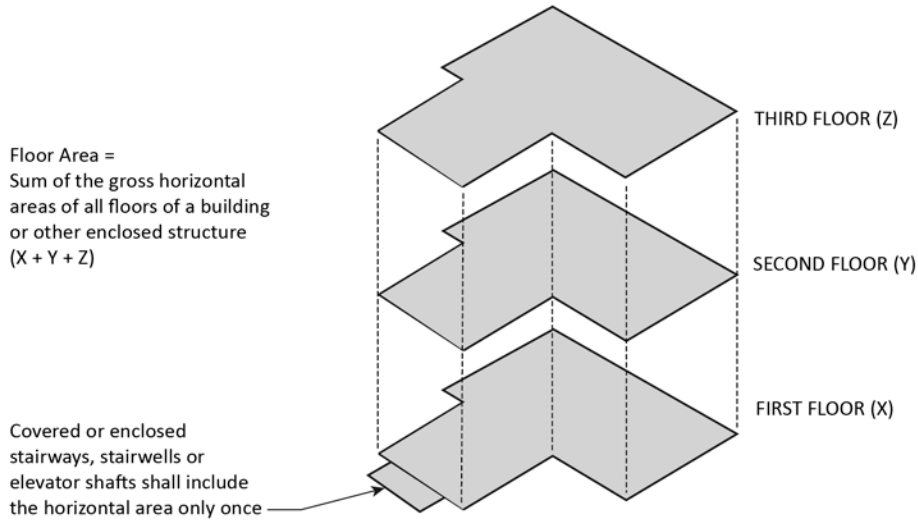 THIRD FLOOR (Z)
Floor Area =
Sum of the gross horizontal
areas of all floors of a building
or other enclosed structure
(X + Y + Z)
SECOND FLOOR (Y)
FIRST FLOOR (X)
Covered or enclosed
stairways, stairwells or
elevator shafts shall include
the horizontal area only once